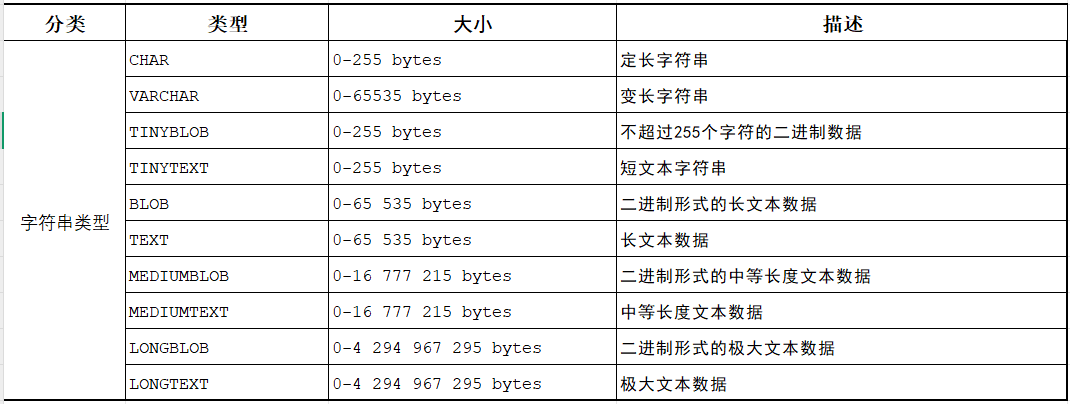 分类 类型 大小 描述
CHAR 0-255 bytes 定长字符串
VARCHAR 0-65535 bytes 变长字符串
TINYBLOB 0-255 bytes 不超过255个字符的二进制数据
TINYTEXT 0-255 bytes 短文本字符串
字符串类型 BLOB 0-65 535 bytes 二进制形式的长文本数据
TEXT 0-65 535 bytes 长文本数据
MEDIUMBLOB 0-16 777 215 bytes 二进制形式的中等长度文本数据
MEDIUMTEXT 0-16 777 215 bytes 中等长度文本数据
LONGBLOB 0-4 294 967 295 bytes 二进制形式的极大文本数据
LONGTEXT 0-4 294 967 295 bytes 极大文本数据